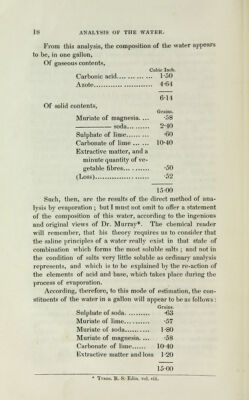 18 ANALYSIS OF THE WATER.
From this analysis, the composition of the water appears
to be, in one gallon,
Of gaseous contents,
Cubic Inch.
Carbonic acid............... 1·50
Azote........................ 4·64
6·14
Of solid contents,
Grains.
Muriate of magnesia.... ·58
———— soda......... 2·40
Sulphate of lime........ ·60
Carbonate of lime ...... 10·40
Extractive matter, and a
minute quantity of ve-
getable fibres.......... ·50
(Loss)...................... ·52
15·00
Such, then, are the results of the direct method of ana-
lysis by evaporation; but I must not omit to offer a statement
of the composition of this water, according to the ingenious
and original views of Dr. Murray*. The chemical reader
will remember, that his theory requires us to consider that
the saline principles of a water really exist in that state of
combination which forms the most soluble salts; and not in
the condition of salts very little soluble as ordinary analysis
represents, and which is to be explained by the re-action of
the elements of acid and base, which takes place during the
process of evaporation.
According, therefore, to this mode of estimation, the con-
stituents of the water in a gallon will appear to be as follows:
Grains.
Sulphate of soda.......... ·63
Muriate of lime.......... ·57
Muriate of soda.......... 1·80
Muriate of magnesia.... ·58
Carbonate of lime....... 10·40
Extractive matter and loss 1·20
15·00
* Trans. R. S. Edin. vol. viii.